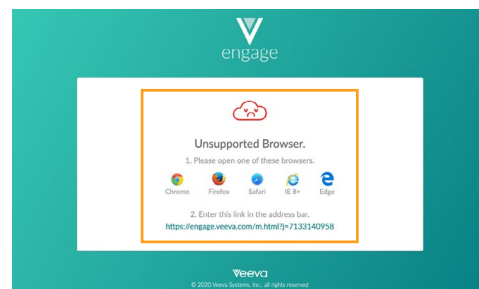 V
engage
Unsupported Browser.
1. Please open one of these browsers.
Chrome Firefox Safari IE 8+ Edge
2. Enter this link in the address bar.
https://engage.veeva.com/m.html?j=7133140958
Veeva
© 2020 Veeva Systems, Inc., all rights reserved